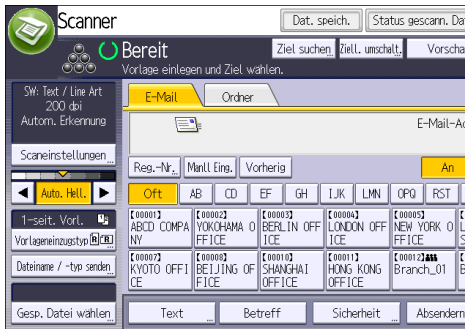 Scanner
Dat. speich.
Status gescann. Da
Bereit
Ziel suchen
Ziell. umschalt.
Vorscha
Vorlage einlegen und Ziel wählen.
SW: Text / Line Art
200 dpi
Autom. Erkennung
Scaneinstellungen
Auto. Hell.
1-seit. Vorl.
Vorlageneinzugstyp
Dateiname / -typ senden
Gesp. Datei wählen
E-Mail
Ordner
E-Mail-Ad
Reg.-Nr.
Manll Eing.
Vorherig
An
Oft
AB
CD
EF
GH
IJK
LMN
OPQ
RST
[00001]
ABCD COMPA
NY
[00002]
YOKOHAMA O
FFICE
[00003]
BERLIN OFF
ICE
[00004]
LONDON OFF
ICE
[00005]
NEW YORK O
FFICE
[00007]
KYOTO OFFI
CE
[00008]
BEIJING OF
FICE
[00010]
SHANGHAI
OFFICE
[00011]
HONG KONG
OFFICE
[00012]
Branch_01
Text
Betreff
Sicherheit
Absendern